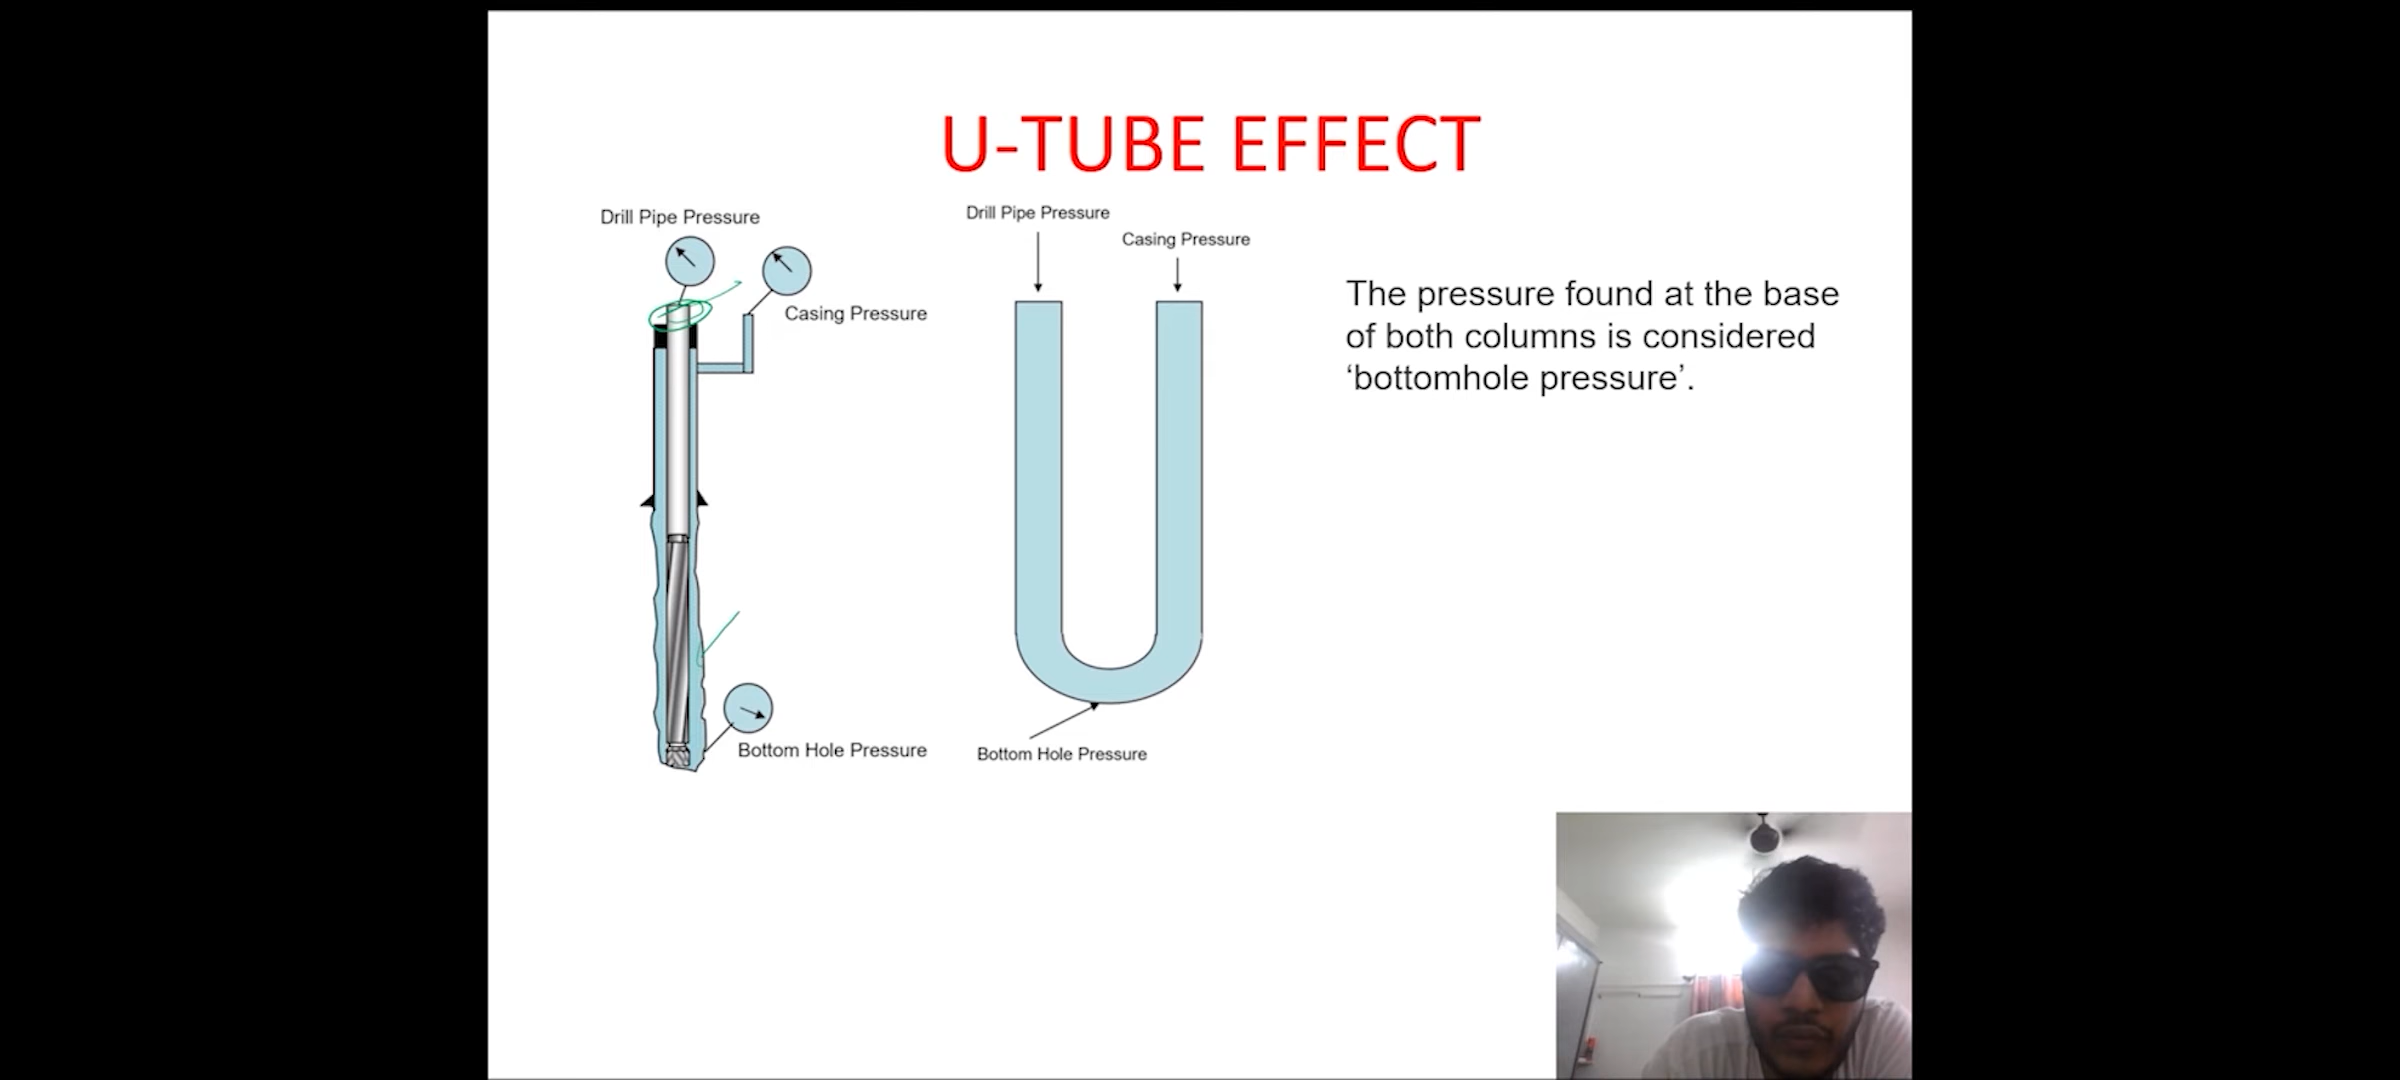 U-TUBE EFFECT
Drill Pipe Pressure
Casing Pressure
Bottom Hole Pressure
Drill Pipe Pressure
Casing Pressure
Bottom Hole Pressure
The pressure found at the base
of both columns is considered
‘bottomhole pressure’.